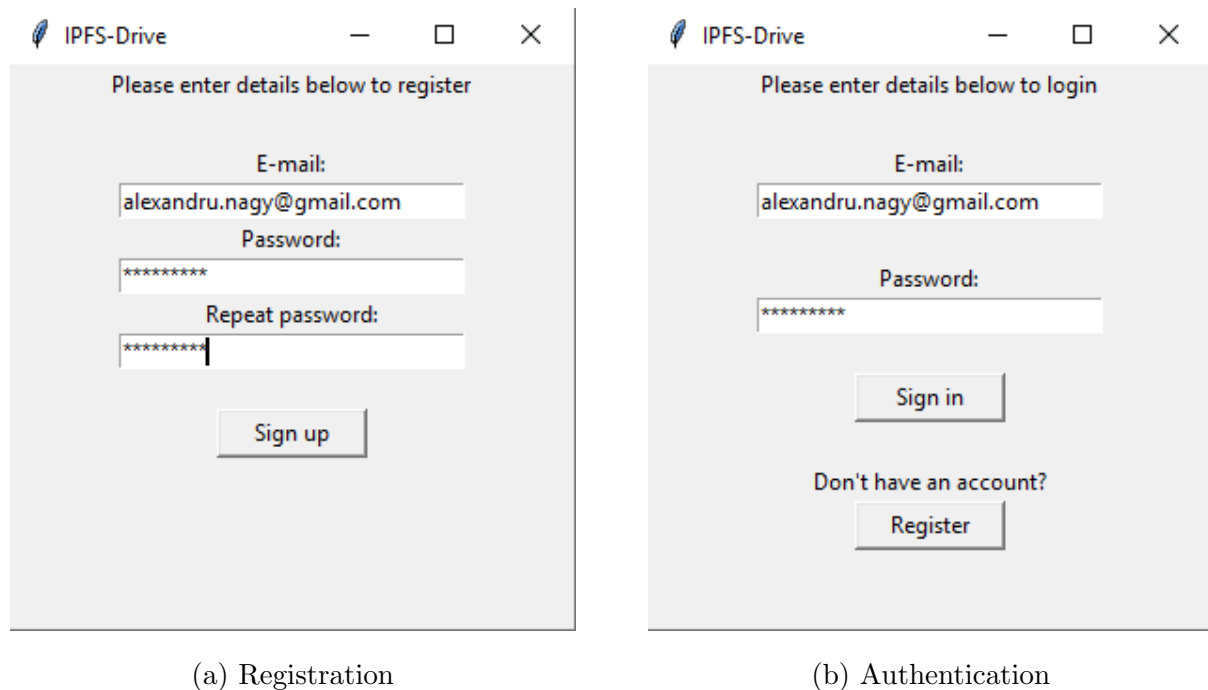 IPFS-Drive
Please enter details below to register
E-mail:
alexandru.nagy@gmail.com
Password:
*********
Repeat password:
*********
Sign up
(a) Registration
IPFS-Drive
Please enter details below to login
E-mail:
alexandru.nagy@gmail.com
Password:
*********
Sign in
Don't have an account?
Register
(b) Authentication